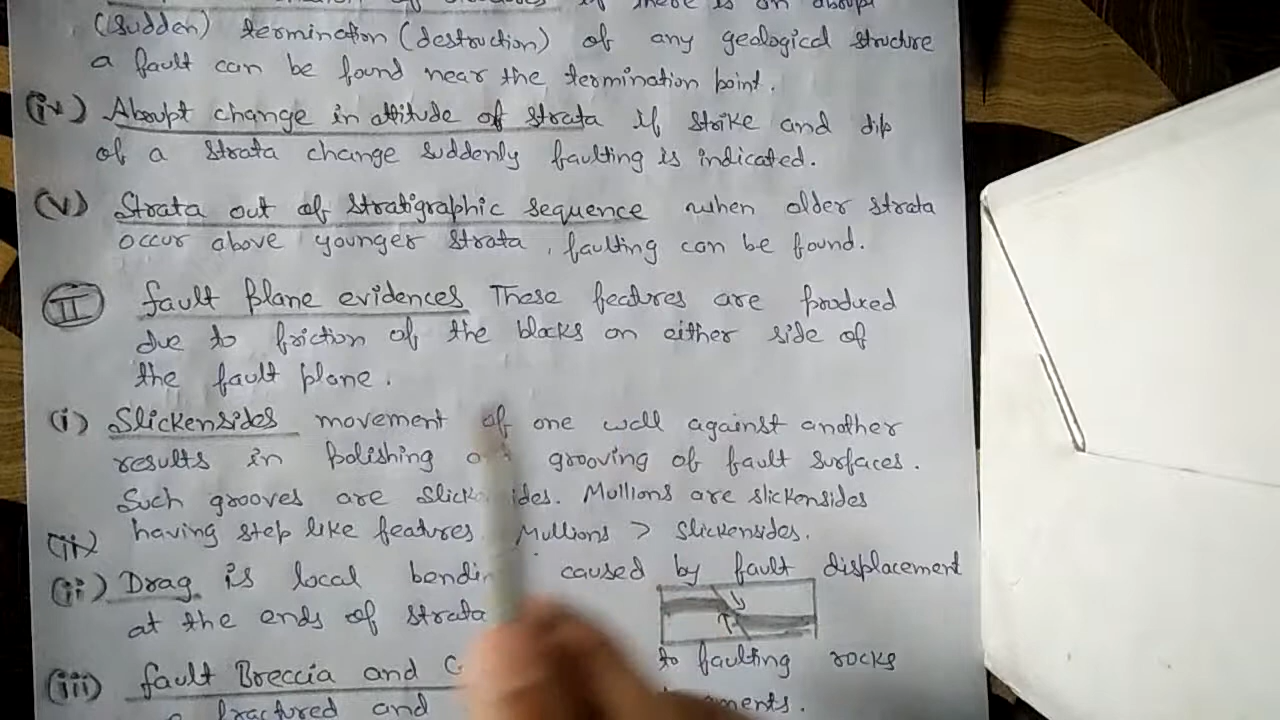 (sudden) termination (destruction) of any geological structure
a fault can be found near the termination point.
(iv) Abrupt change in attitude of strata if strike and dip
of a strata change suddenly faulting is indicated.
(v) Strata out of stratigraphic sequence when older strata
occur above younger strata, faulting can be found.
II fault plane evidences These features are produced
due to friction of the blocks on either side of
the fault plane.
(i) Slickensides movement of one wall against another
results in polishing grooving of fault surfaces.
Such grooves are Mullions are slickensides
having step like features. Mullions > slickensides.
(ii) Drag is local caused by fault displacement
at the ends of strata
(iii) fault Breccia and to faulting rocks
fractured and